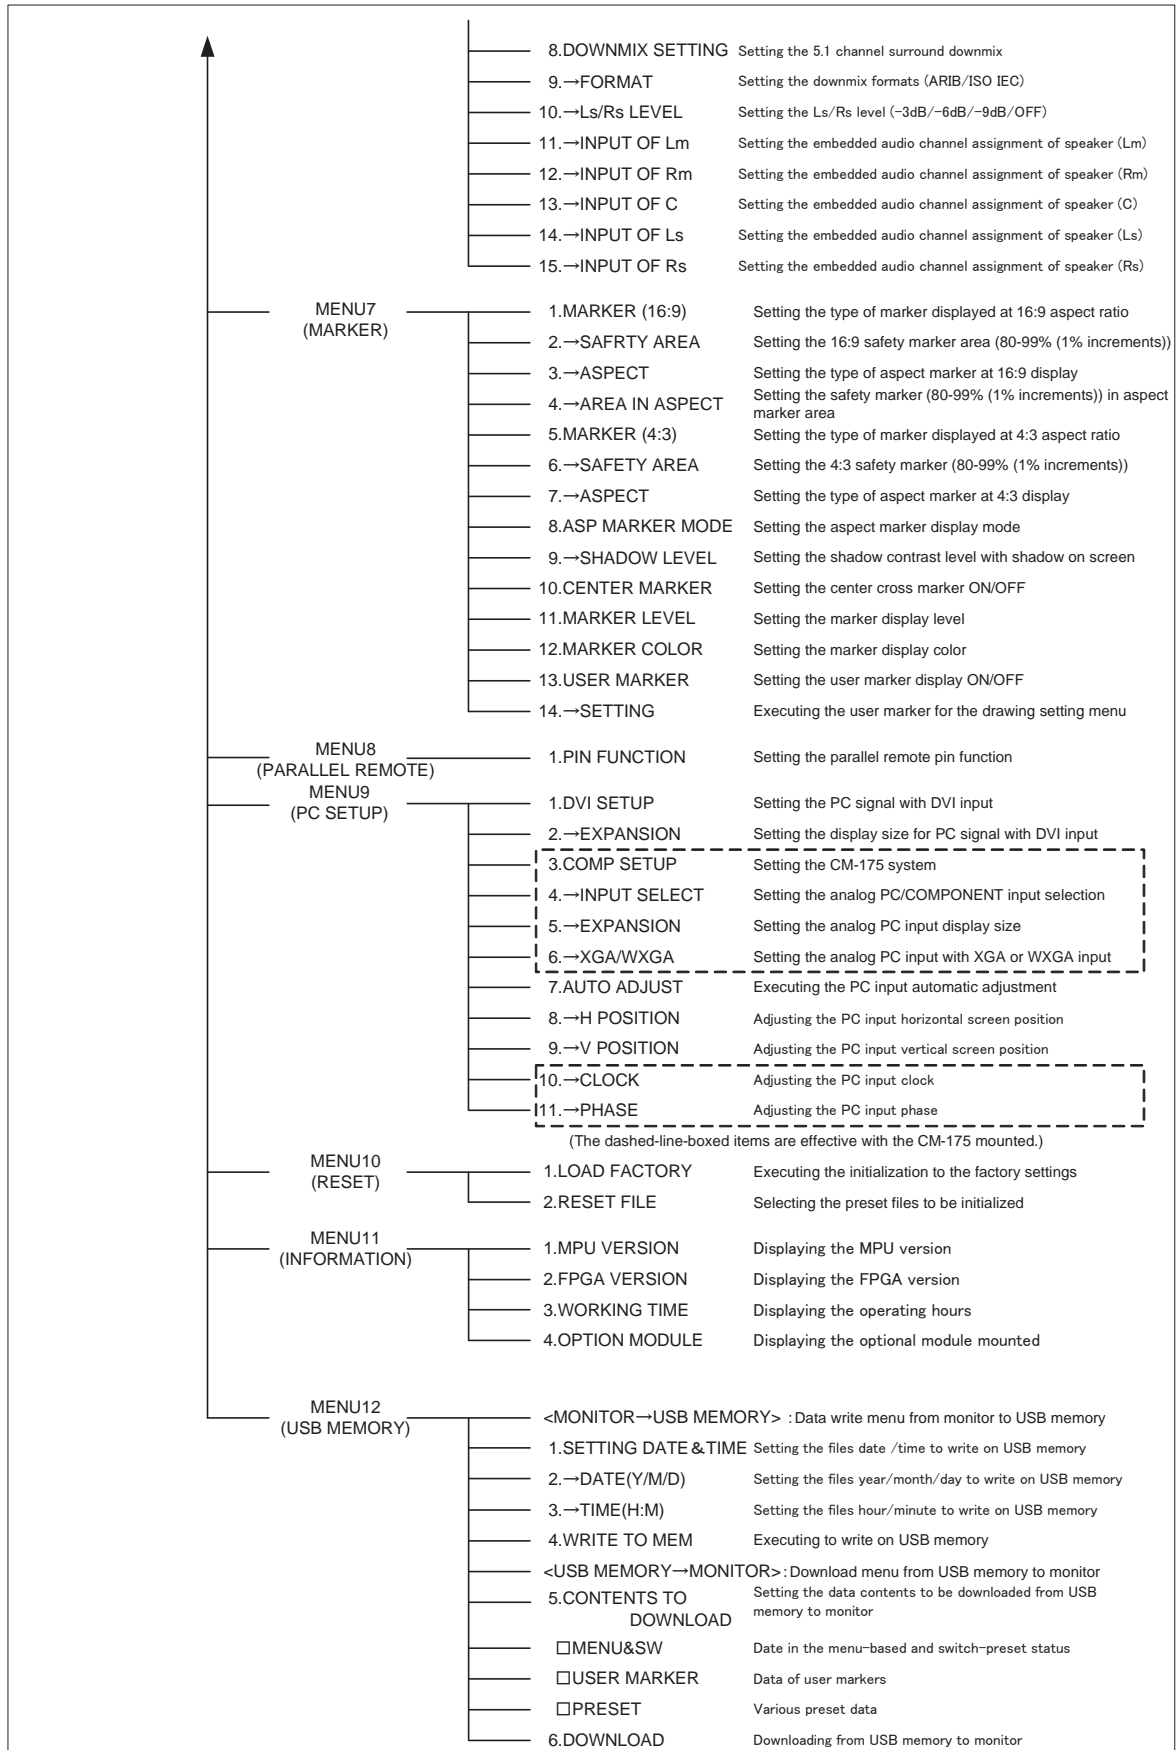 8.DOWNMIX SETTING Setting the 5.1 channel surround downmix
9.→FORMAT Setting the downmix formats (ARIB/ISO IEC)
10.→Ls/Rs LEVEL Setting the Ls/Rs level (-3dB/-6dB/-9dB/OFF)
11.→INPUT OF Lm Setting the embedded audio channel assignment of speaker (Lm)
12.→INPUT OF Rm Setting the embedded audio channel assignment of speaker (Rm)
13.→INPUT OF C Setting the embedded audio channel assignment of speaker (C)
14.→INPUT OF Ls Setting the embedded audio channel assignment of speaker (Ls)
15.→INPUT OF Rs Setting the embedded audio channel assignment of speaker (Rs)
MENU7
(MARKER)
1.MARKER (16:9) Setting the type of marker displayed at 16:9 aspect ratio
2.→SAFRTY AREA Setting the 16:9 safety marker area (80-99% (1% increments))
3.→ASPECT Setting the type of aspect marker at 16:9 display
4.→AREA IN ASPECT Setting the safety marker (80-99% (1% increments)) in aspect
marker area
5.MARKER (4:3) Setting the type of marker displayed at 4:3 aspect ratio
6.→SAFETY AREA Setting the 4:3 safety marker (80-99% (1% increments))
7.→ASPECT Setting the type of aspect marker at 4:3 display
8.ASP MARKER MODE Setting the aspect marker display mode
9.→SHADOW LEVEL Setting the shadow contrast level with shadow on screen
10.CENTER MARKER Setting the center cross marker ON/OFF
11.MARKER LEVEL Setting the marker display level
12.MARKER COLOR Setting the marker display color
13.USER MARKER Setting the user marker display ON/OFF
14.→SETTING Executing the user marker for the drawing setting menu
MENU8
(PARALLEL REMOTE)
1.PIN FUNCTION Setting the parallel remote pin function
MENU9
(PC SETUP)
1.DVI SETUP Setting the PC signal with DVI input
2.→EXPANSION Setting the display size for PC signal with DVI input
3.COMP SETUP Setting the CM-175 system
4.→INPUT SELECT Setting the analog PC/COMPONENT input selection
5.→EXPANSION Setting the analog PC input display size
6.→XGA/WXGA Setting the analog PC input with XGA or WXGA input
7.AUTO ADJUST Executing the PC input automatic adjustment
8.→H POSITION Adjusting the PC input horizontal screen position
9.→V POSITION Adjusting the PC input vertical screen position
10.→CLOCK Adjusting the PC input clock
11.→PHASE Adjusting the PC input phase
(The dashed-line-boxed items are effective with the CM-175 mounted.)
MENU10
(RESET)
1.LOAD FACTORY Executing the initialization to the factory settings
2.RESET FILE Selecting the preset files to be initialized
MENU11
(INFORMATION)
1.MPU VERSION Displaying the MPU version
2.FPGA VERSION Displaying the FPGA version
3.WORKING TIME Displaying the operating hours
4.OPTION MODULE Displaying the optional module mounted
MENU12
(USB MEMORY)
<MONITOR→USB MEMORY> :Data write menu from monitor to USB memory
1.SETTING DATE&TIME Setting the files date /time to write on USB memory
2.→DATE(Y/M/D) Setting the files year/month/day to write on USB memory
3.→TIME(H:M) Setting the files hour/minute to write on USB memory
4.WRITE TO MEM Executing to write on USB memory
<USB MEMORY→MONITOR>:Download menu from USB memory to monitor
5.CONTENTS TO Setting the data contents to be downloaded from USB
DOWNLOAD memory to monitor
□MENU&SW Date in the menu-based and switch-preset status
□USER MARKER Data of user markers
□PRESET Various preset data
6.DOWNLOAD Downloading from USB memory to monitor